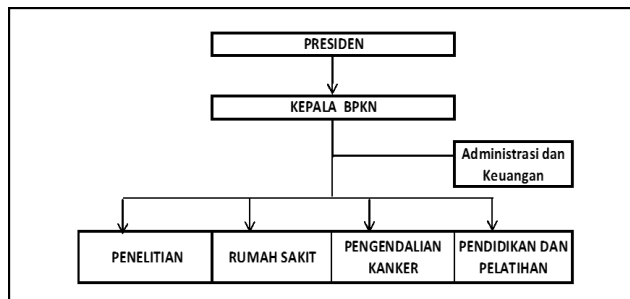 PRESIDEN
KEPALA BPKN
Administrasi dan
Keuangan
PENELITIAN
RUMAH SAKIT
PENGENDALIAN
KANKER
PENDIDIKAN DAN
PELATIHAN